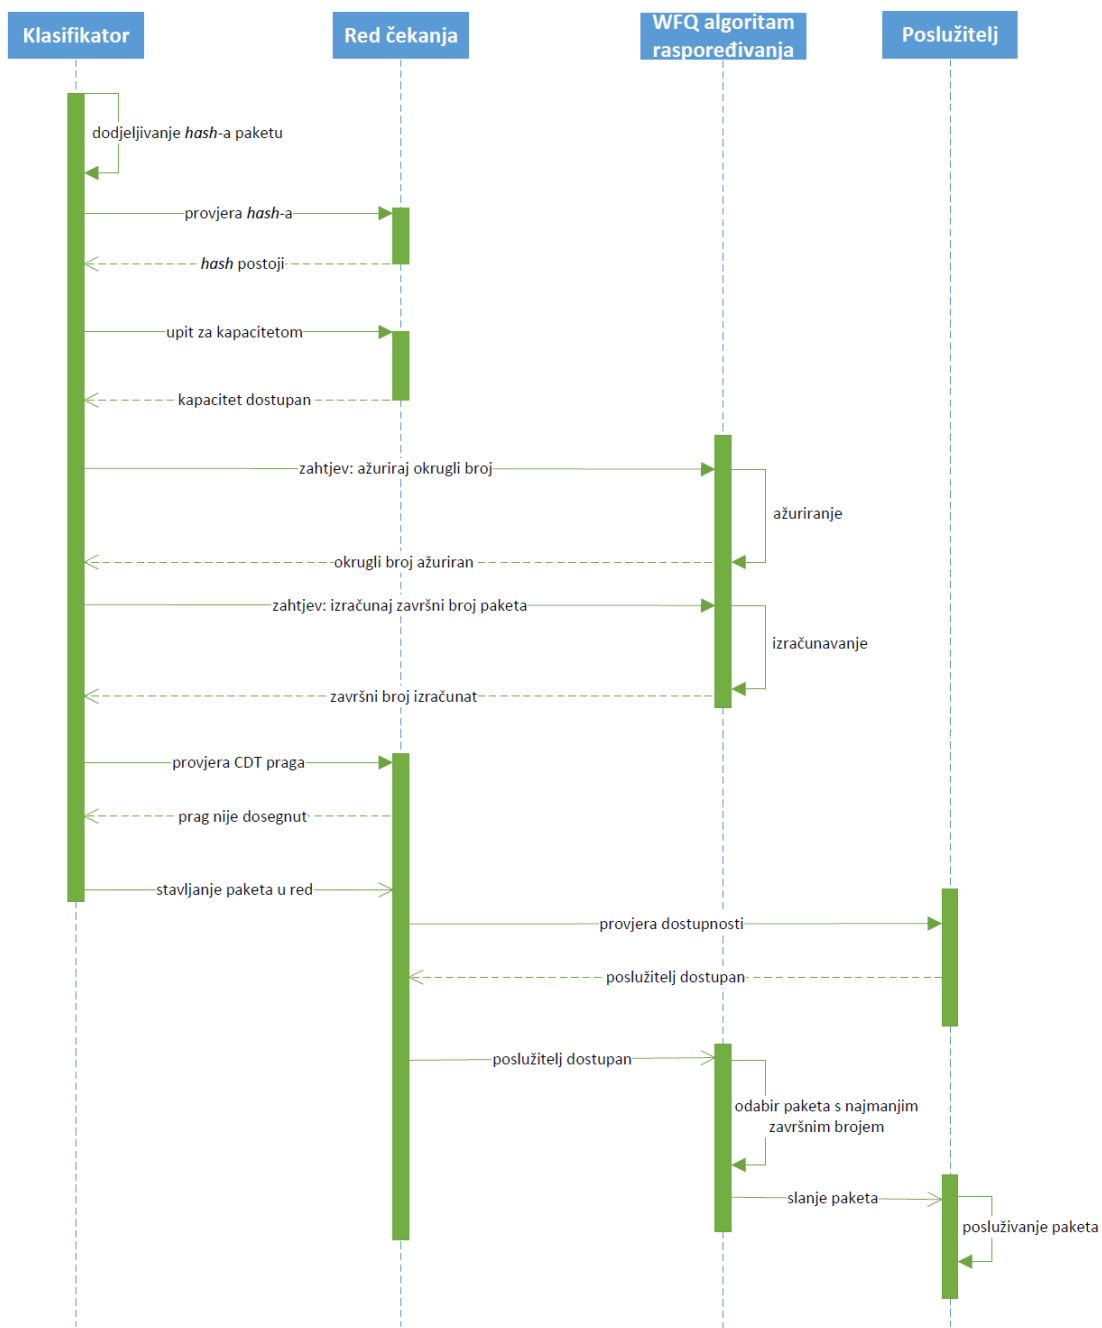 Klasifikator
Red čekanja
WFQ algoritam
raspoređivanja
Poslužitelj
dodjeljivanje hash-a paketu
provjera hash-a
hash postoji
upit za kapacitetom
kapacitet dostupan
zahtjev: ažuriraj okrugli broj
ažuriranje
okrugli broj ažuriran
zahtjev: izračunaj završni broj paketa
izračunavanje
završni broj izračunat
provjera CDT praga
prag nije dosegnut
stavljanje paketa u red
provjera dostupnosti
poslužitelj dostupan
poslužitelj dostupan
odabir paketa s najmanjim
završnim brojem
slanje paketa
posluživanje paketa